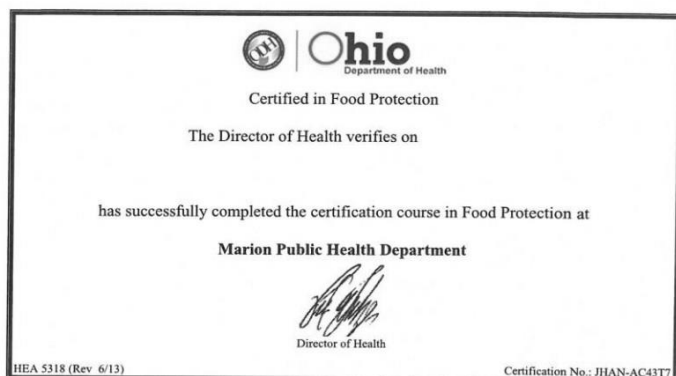 ODH
Ohio
Department of Health
Certified in Food Protection
The Director of Health verifies on
has successfully completed the certification course in Food Protection at
Marion Public Health Department
Director of Health
HEA 5318 (Rev 6/13)
Certification No.: JHAN-AC43T7